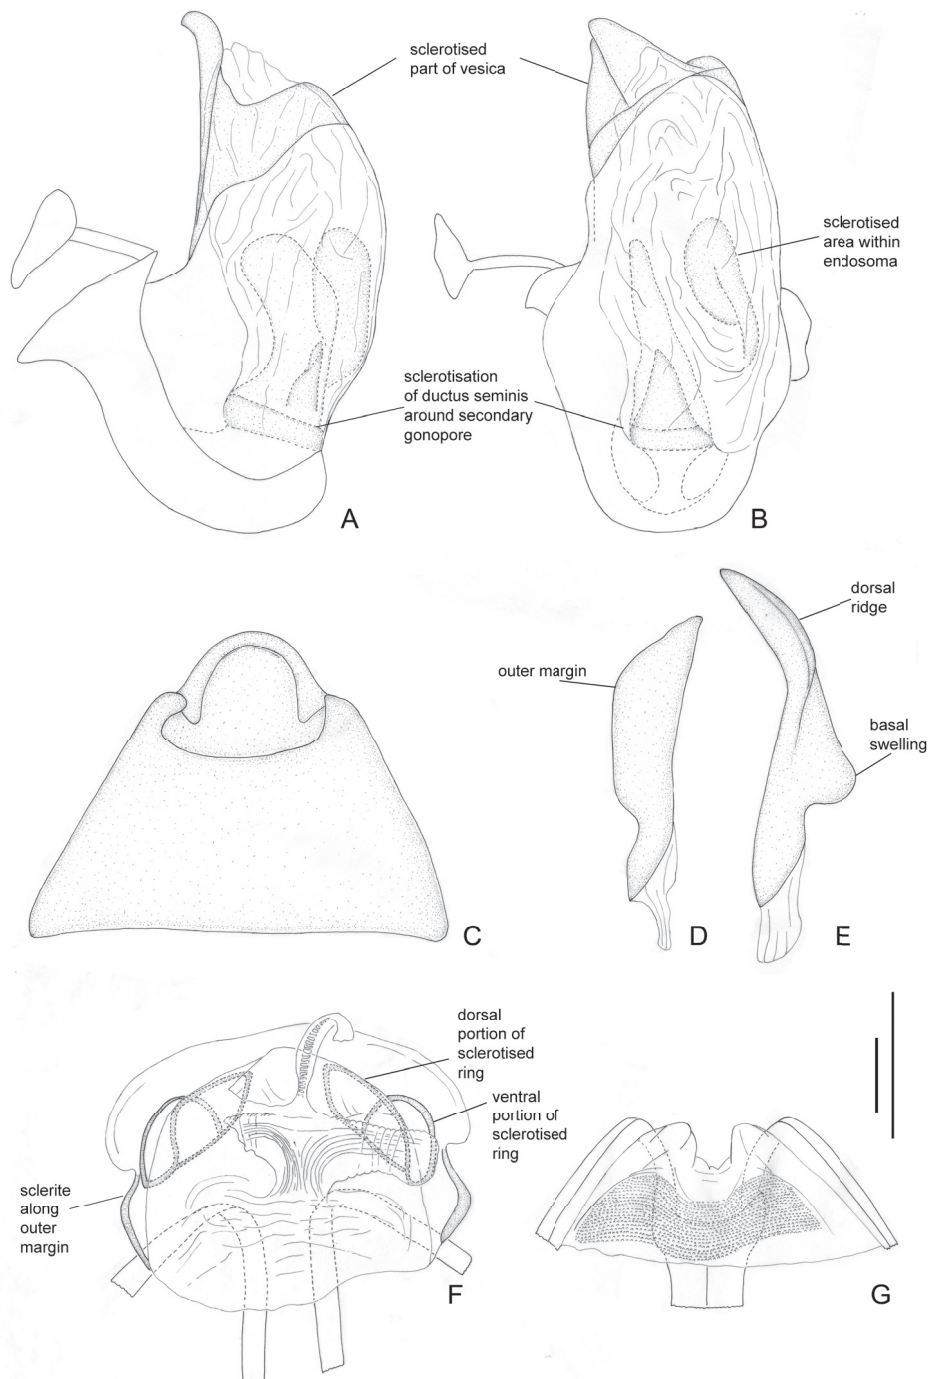 sclerotised
part of vesica
sclerotised
area within
endosoma
sclerotisation
of ductus seminis
around secondary
gonopore
A
B
dorsal
ridge
outer margin
basal
swelling
C
D
E
dorsal
portion of
sclerotised
ring
ventral
portion of
sclerotised
ring
sclerite
along
outer
margin
F
G